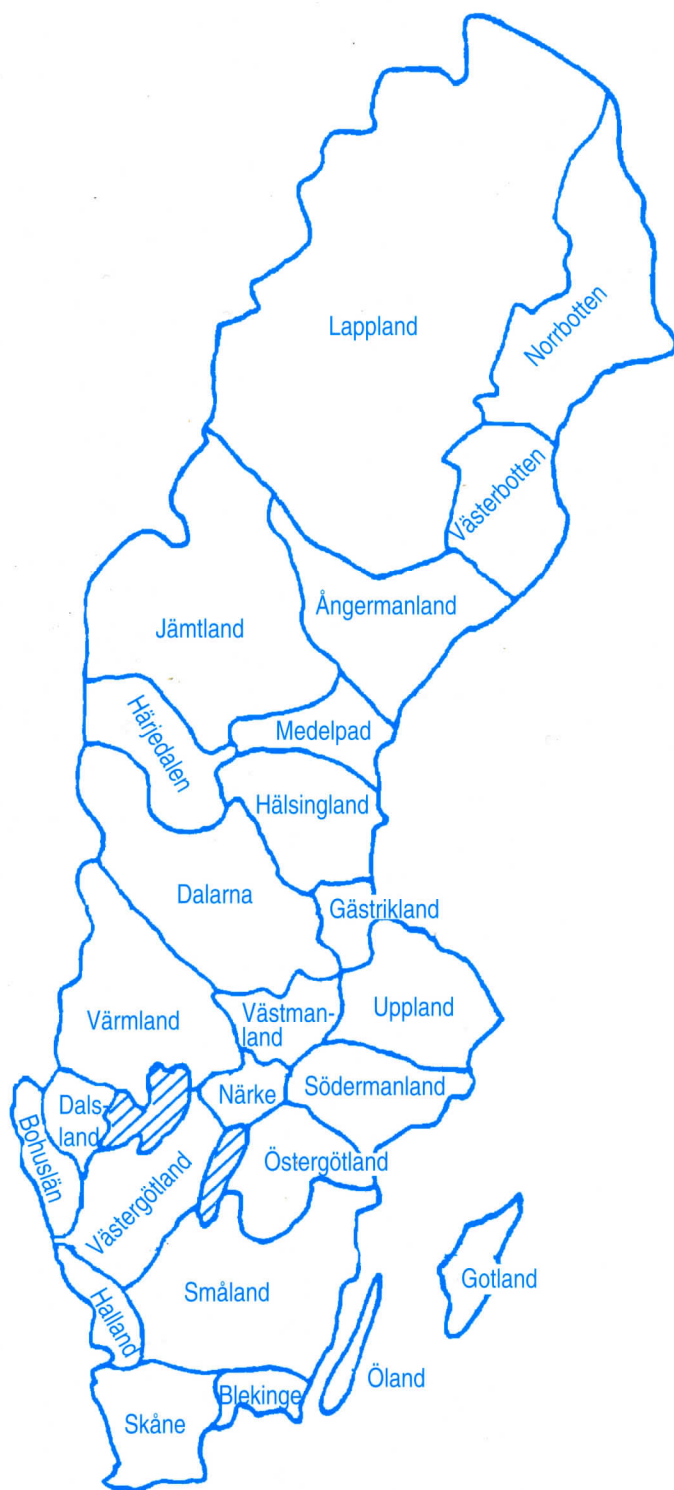 Lappland
Norrbotten
Västerbotten
Ångermanland
Jämtland
Härjedalen
Medelpad
Hälsingland
Dalarna
Gästrikland
Värmland
Västman-
land
Uppland
Närke
Södermanland
Dals-
land
Bohuslän
Västergötland
Östergötland
Halland
Småland
Gotland
Öland
Blekinge
Skåne